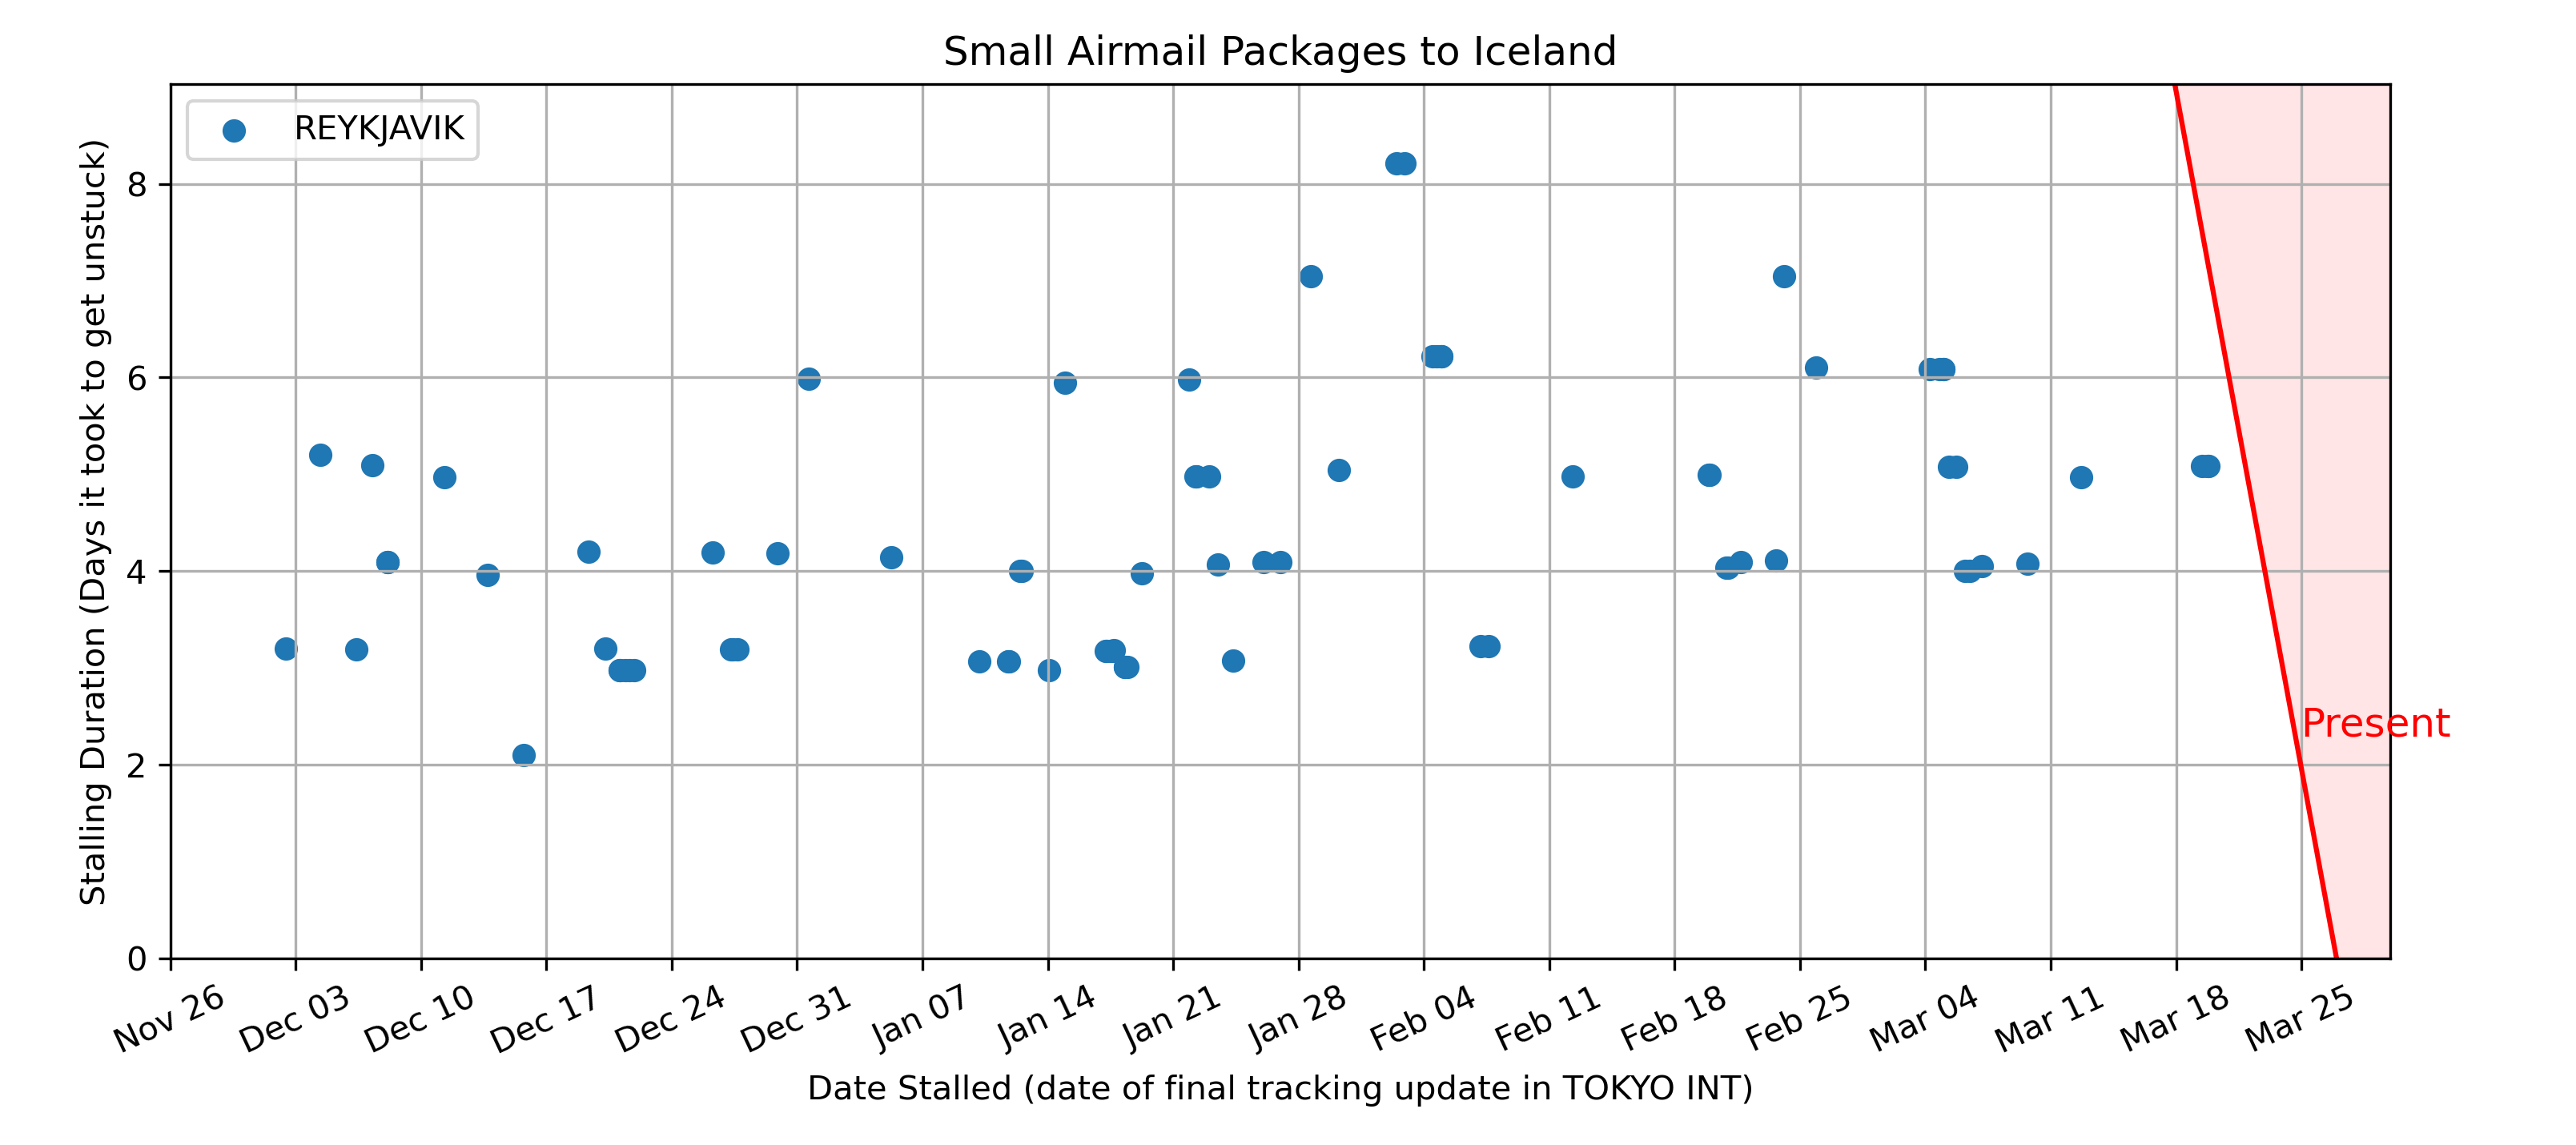 Small Airmail Packages to Iceland
REYKJAVIK
Stalling Duration (Days it took to get unstuck)
8
6
4
2
0
Present
Nov 26
Dec 03
Dec 10
Dec 17
Dec 24
Dec 31
Jan 07
Jan 14
Jan 21
Jan 28
Feb 04
Feb 11
Feb 18
Feb 25
Mar 04
Mar 11
Mar 18
Mar 25
Date Stalled (date of final tracking update in TOKYO INT)